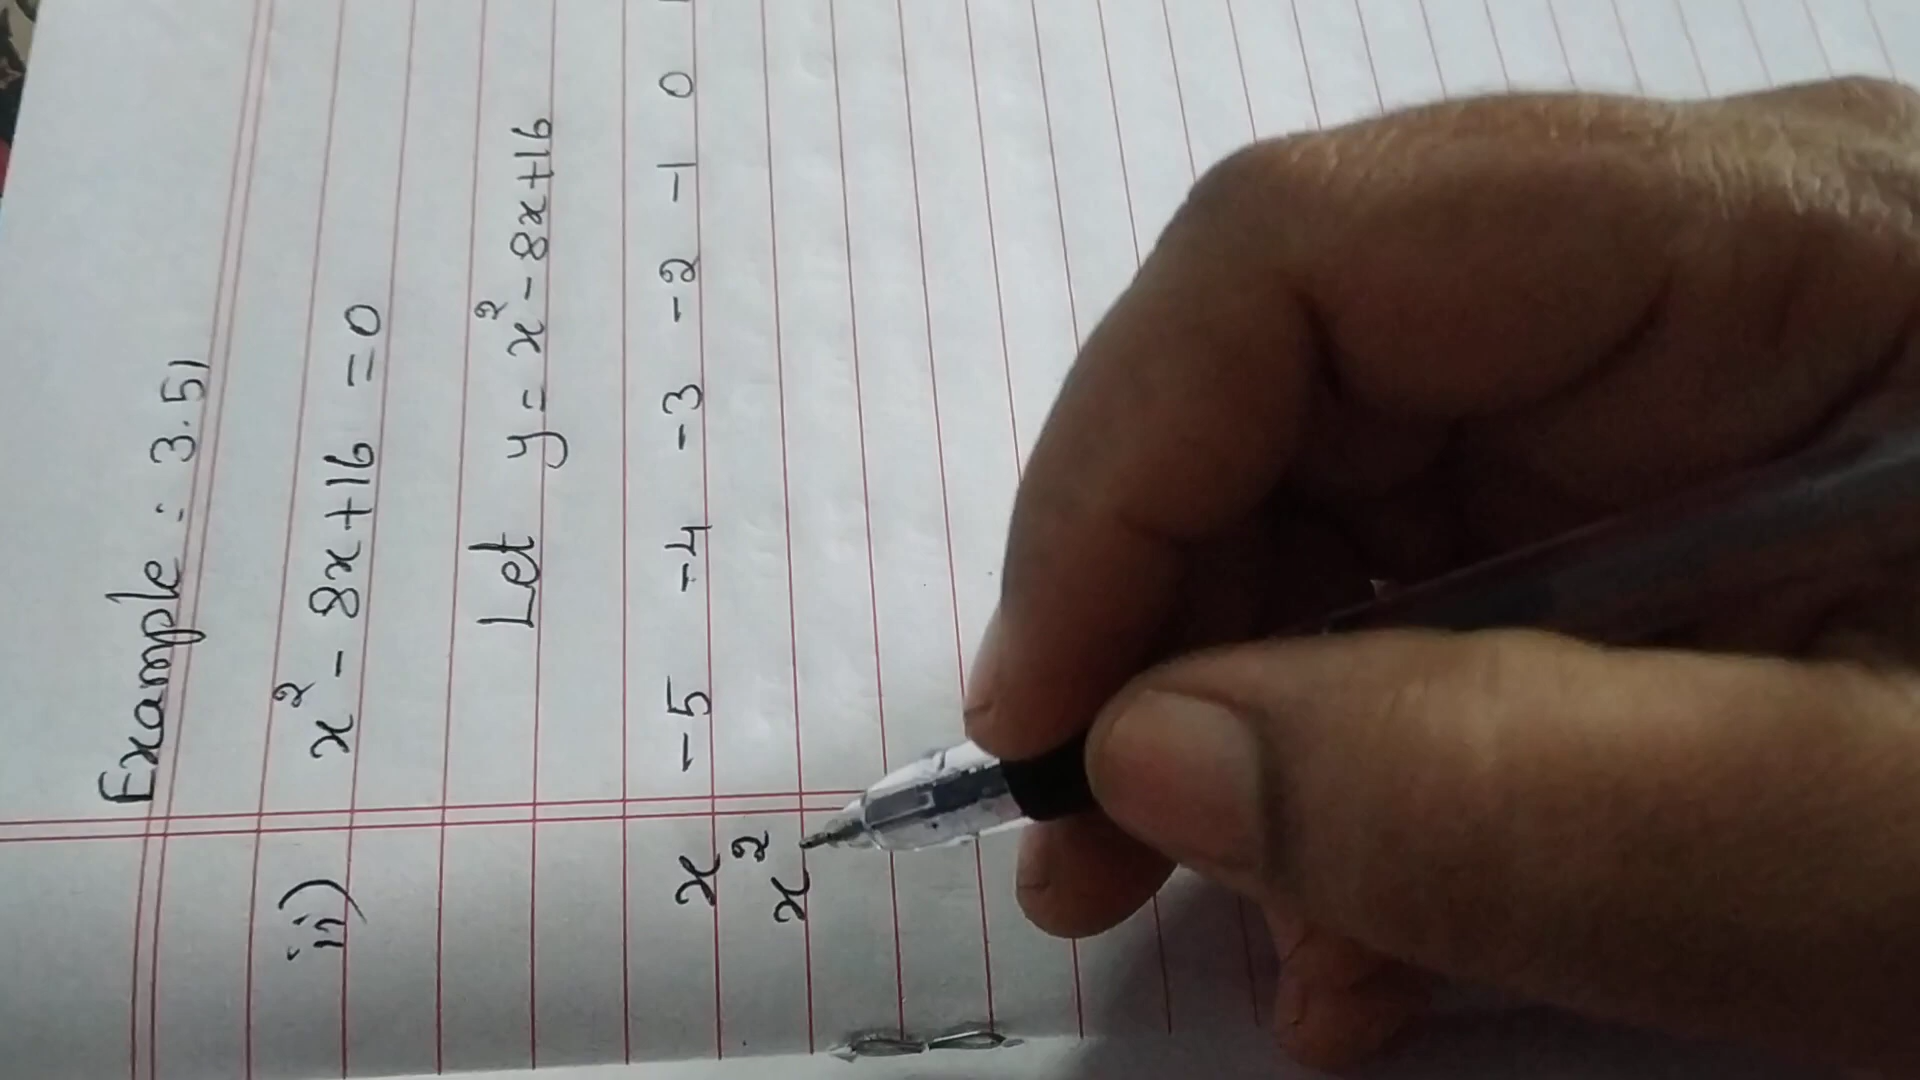 Example : 3.51
ii) x² - 8x + 16 = 0
Let y = x² - 8x + 16
x -5 -4 -3 -2 -1 0
x²